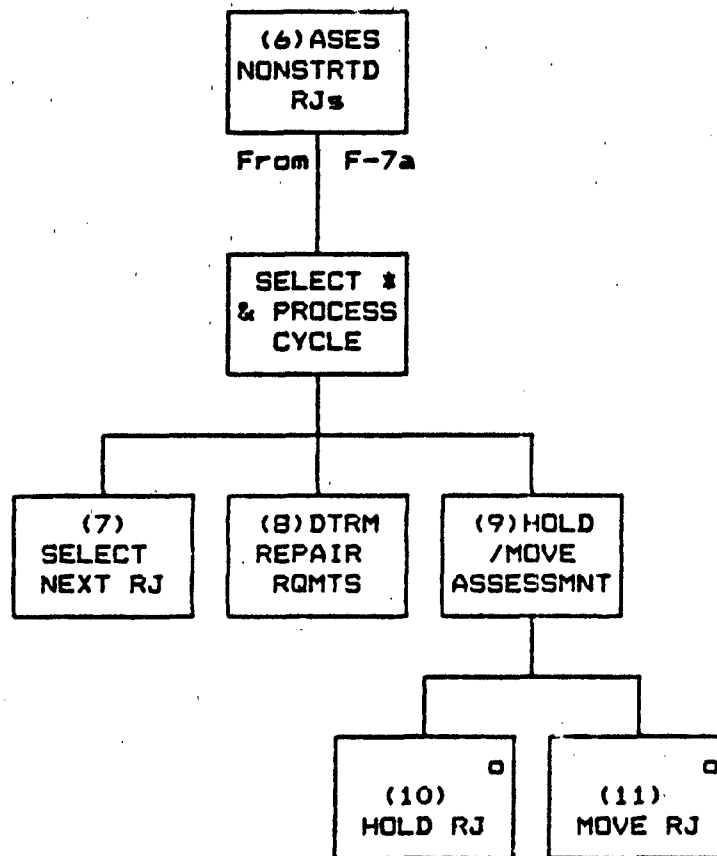 (6)ASES
NONSTRTD
RJs
From F-7a
SELECT *
& PROCESS
CYCLE
(7)
SELECT
NEXT RJ
(8)DTRM
REPAIR
RQMTS
(9)HOLD
/MOVE
ASSESSMNT
o
(10)
HOLD RJ
o
(11)
MOVE RJ